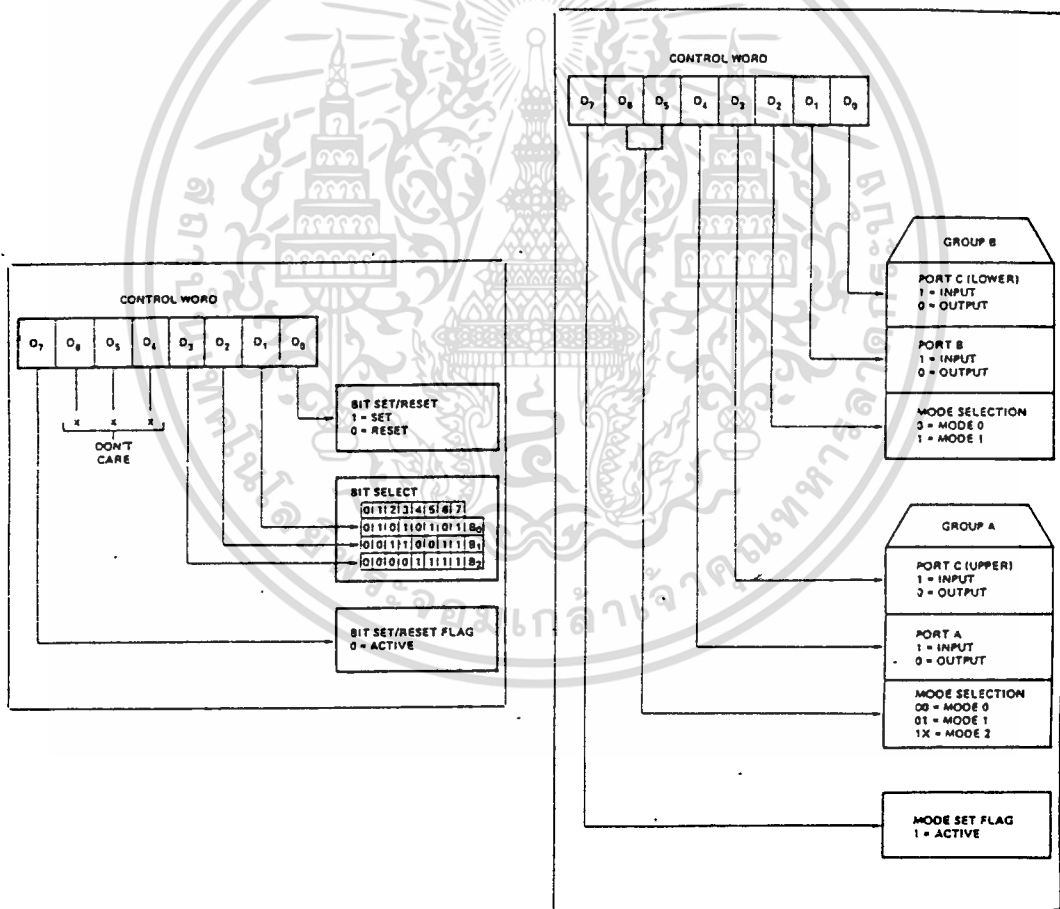 CONTROL WORD
D7 D6 D5 D4 D3 D2 D1 D0
x x x
DON'T
CARE
BIT SET/RESET
1 = SET
0 = RESET
BIT SELECT
0 1 2 3 4 5 6 7
0 1 0 1 0 1 0 1 B0
0 0 1 1 0 0 1 1 B1
0 0 0 0 1 1 1 1 B2
BIT SET/RESET FLAG
0 = ACTIVE
CONTROL WORD
D7 D6 D5 D4 D3 D2 D1 D0
GROUP B
PORT C (LOWER)
1 = INPUT
0 = OUTPUT
PORT B
1 = INPUT
0 = OUTPUT
MODE SELECTION
0 = MODE 0
1 = MODE 1
GROUP A
PORT C (UPPER)
1 = INPUT
0 = OUTPUT
PORT A
1 = INPUT
0 = OUTPUT
MODE SELECTION
00 = MODE 0
01 = MODE 1
1X = MODE 2
MODE SET FLAG
1 = ACTIVE